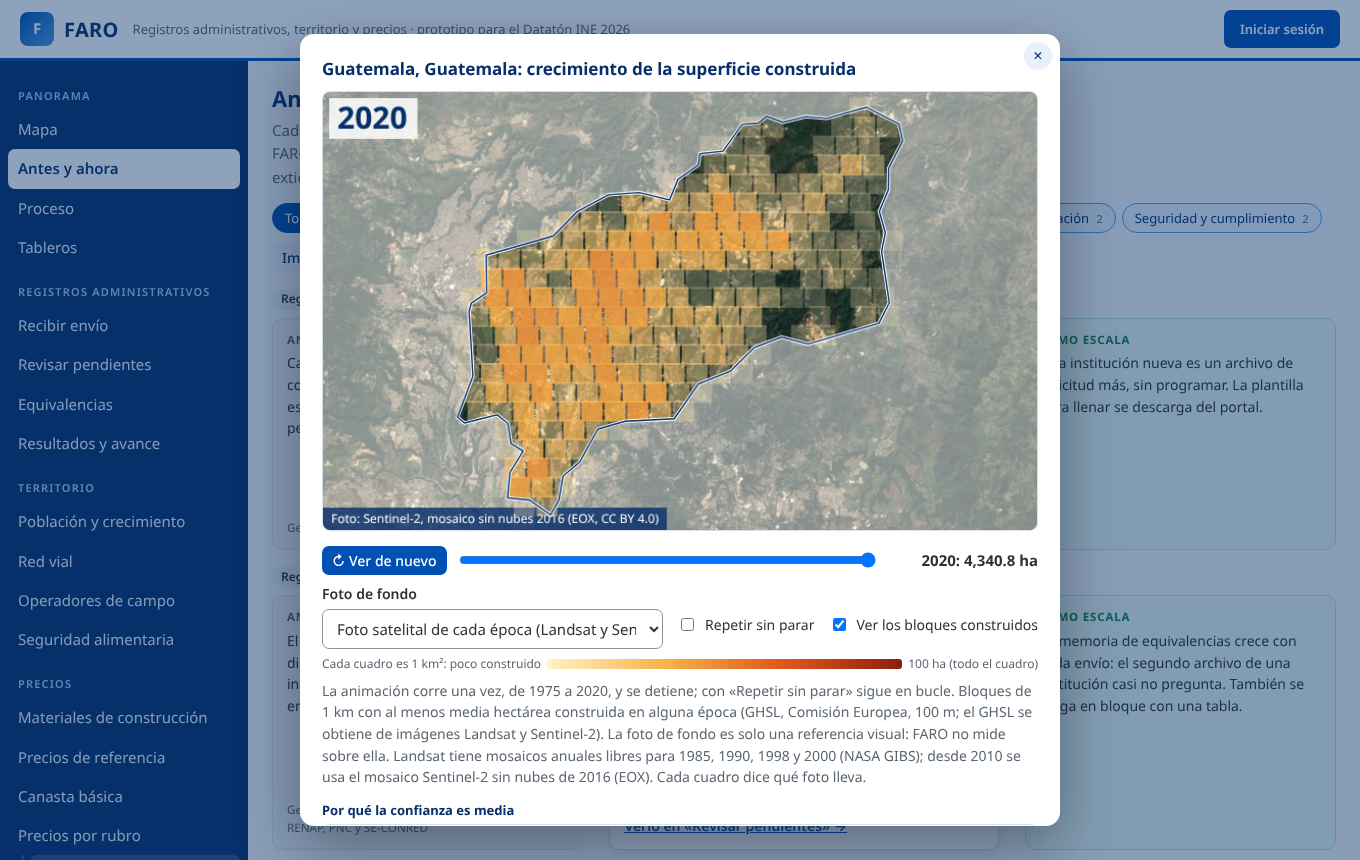 F
FARO
Registros administrativos, territorio y precios · prototipo para el Datatón INE 2026
Iniciar sesión
PANORAMA
Mapa
Antes y ahora
Proceso
Tableros
REGISTROS ADMINISTRATIVOS
Recibir envío
Revisar pendientes
Equivalencias
Resultados y avance
TERRITORIO
Población y crecimiento
Red vial
Operadores de campo
Seguridad alimentaria
PRECIOS
Materiales de construcción
Precios de referencia
Canasta básica
Precios por rubro
Seguridad y cumplimiento 2
ación 2
MO ESCALA
a institución nueva es un archivo de
icitud más, sin programar. La plantilla
ra llenar se descarga del portal.
MO ESCALA
memoria de equivalencias crece con
da envío: el segundo archivo de una
titución casi no pregunta. También se
ga en bloque con una tabla.
RENAP, PNC y SE-CONRED
Verlo en «Revisar pendientes» →
×
Guatemala, Guatemala: crecimiento de la superficie construida
2020
Foto: Sentinel-2, mosaico sin nubes 2016 (EOX, CC BY 4.0)
↻ Ver de nuevo
2020: 4,340.8 ha
Foto de fondo
Foto satelital de cada época (Landsat y Sen
Repetir sin parar
Ver los bloques construidos
Cada cuadro es 1 km²: poco construido
100 ha (todo el cuadro)
La animación corre una vez, de 1975 a 2020, y se detiene; con «Repetir sin parar» sigue en bucle. Bloques de
1 km con al menos media hectárea construida en alguna época (GHSL, Comisión Europea, 100 m; el GHSL se
obtiene de imágenes Landsat y Sentinel-2). La foto de fondo es solo una referencia visual: FARO no mide
sobre ella. Landsat tiene mosaicos anuales libres para 1985, 1990, 1998 y 2000 (NASA GIBS); desde 2010 se
usa el mosaico Sentinel-2 sin nubes de 2016 (EOX). Cada cuadro dice qué foto lleva.
Por qué la confianza es media